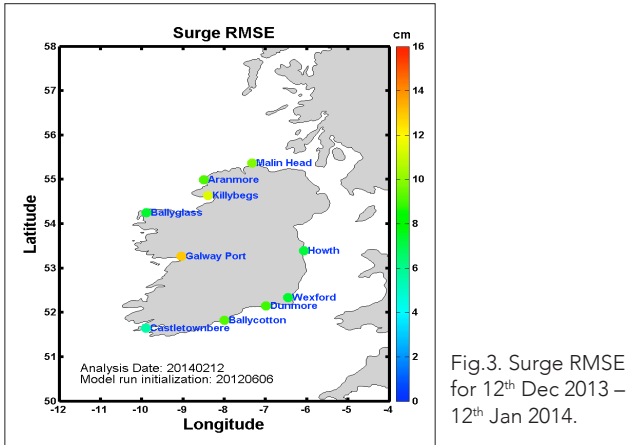 Surge RMSE
cm
58
57
56
55
54
53
52
51
50
Latitude
16
14
12
10
8
6
4
2
0
Malin Head
Aranmore
Killybegs
Ballyglass
Galway Port
Howth
Wexford
Dunmore
Ballycotton
Castletownbere
Analysis Date: 20140212
Model run initialization: 20120606
-12 -11 -10 -9 -8 -7 -6 -5 -4
Longitude
Fig.3. Surge RMSE
for 12th Dec 2013 –
12th Jan 2014.